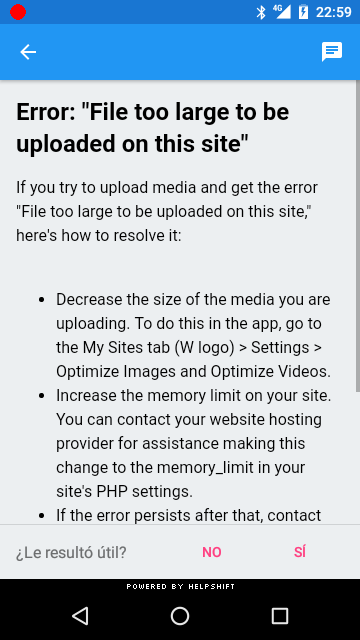 4G 22:59
Error: "File too large to be
uploaded on this site"
If you try to upload media and get the error
"File too large to be uploaded on this site,"
here's how to resolve it:
• Decrease the size of the media you are
uploading. To do this in the app, go to
the My Sites tab (W logo) > Settings >
Optimize Images and Optimize Videos.
• Increase the memory limit on your site.
You can contact your website hosting
provider for assistance making this
change to the memory_limit in your
site's PHP settings.
• If the error persists after that, contact
¿Le resultó útil? NO SÍ
POWERED BY HELPSHIFT